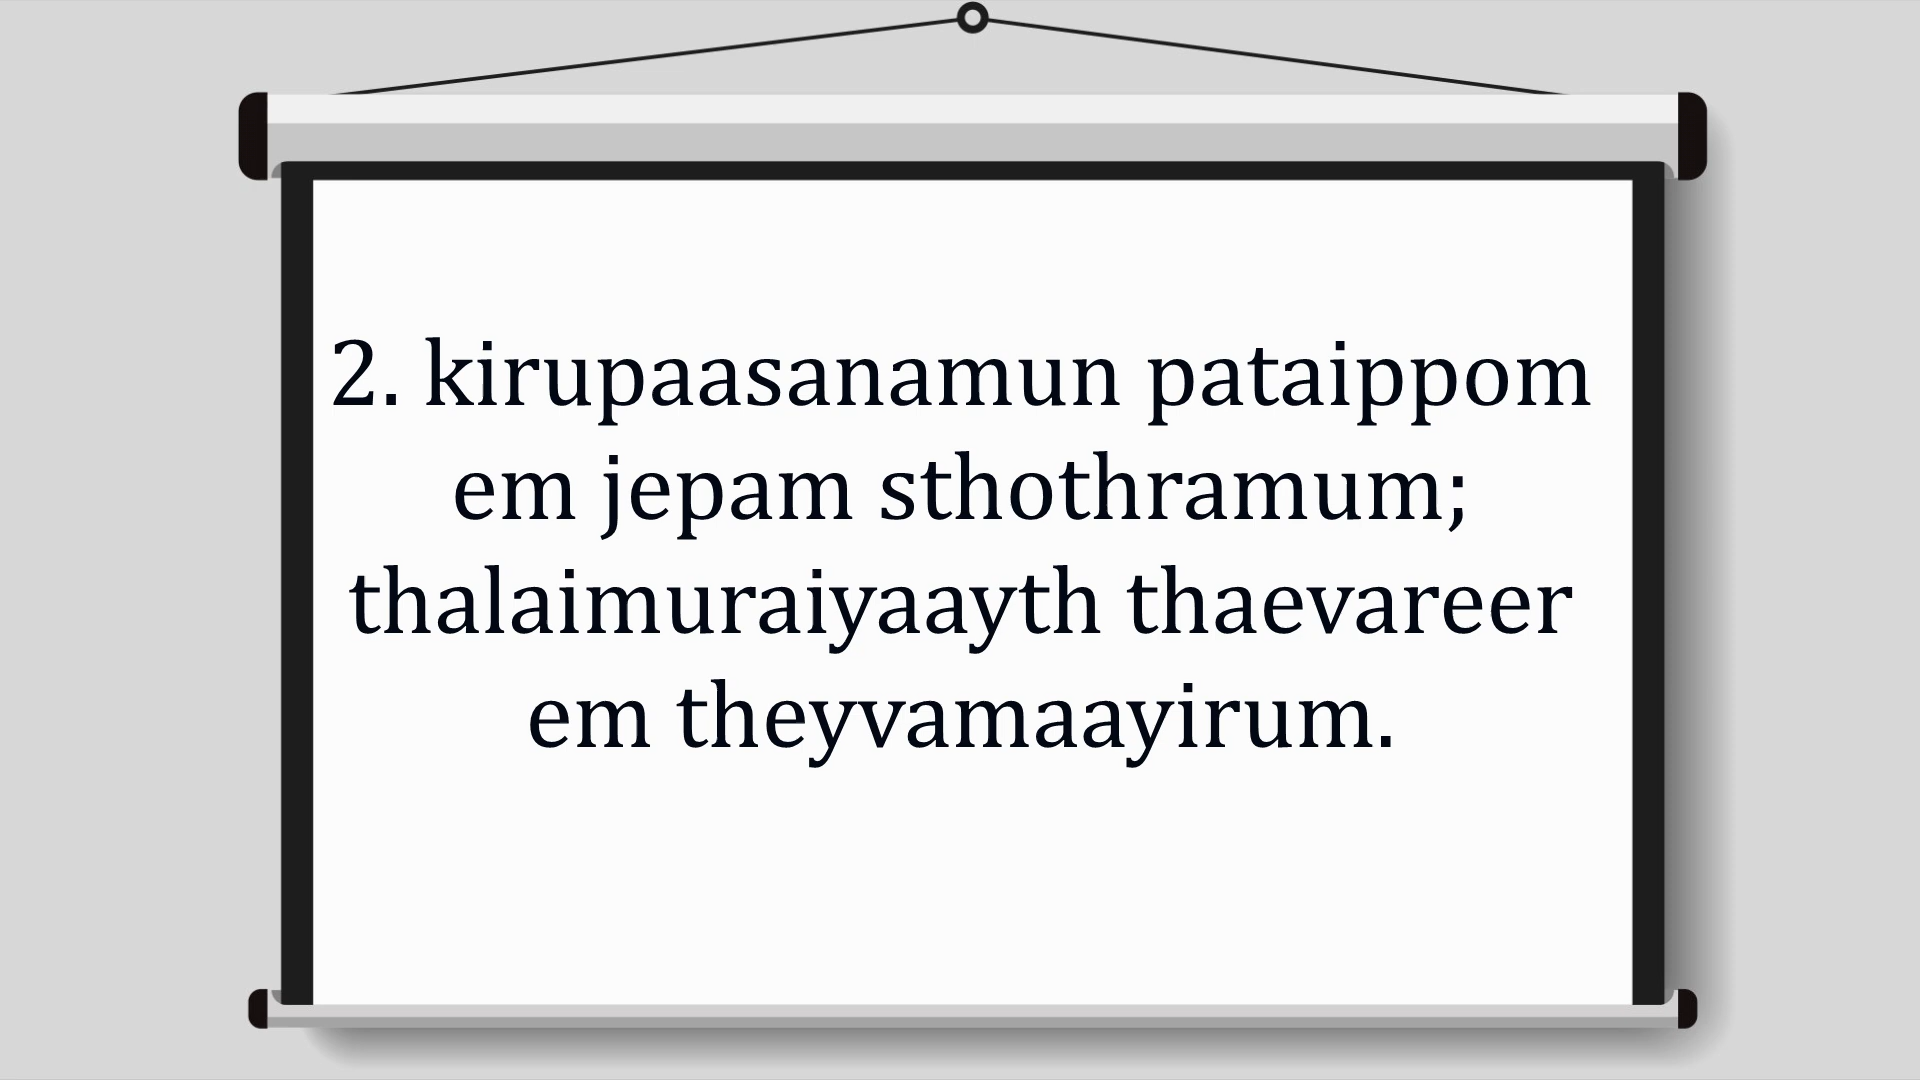 2. kirupaasanamun pataippom
em jepam sthothramum;
thalaimuraiyaayth thaevareer
em theyvamaayirum.